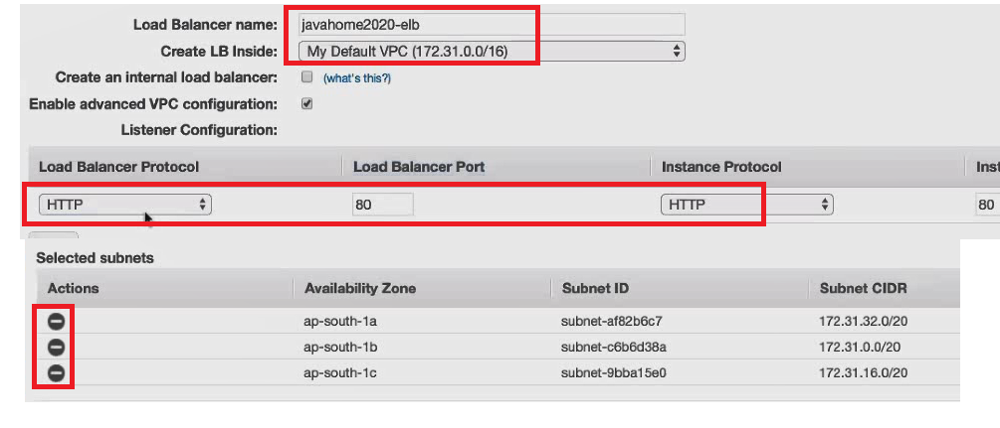 Load Balancer name: javahome2020-elb
Create LB Inside: My Default VPC (172.31.0.0/16)
Create an internal load balancer: (what's this?)
Enable advanced VPC configuration:
Listener Configuration:
Load Balancer Protocol Load Balancer Port Instance Protocol Inst
HTTP 80 HTTP 80
Selected subnets
Actions Availability Zone Subnet ID Subnet CIDR
ap-south-1a subnet-af82b6c7 172.31.32.0/20
ap-south-1b subnet-c6b6d38a 172.31.0.0/20
ap-south-1c subnet-9bba15e0 172.31.16.0/20